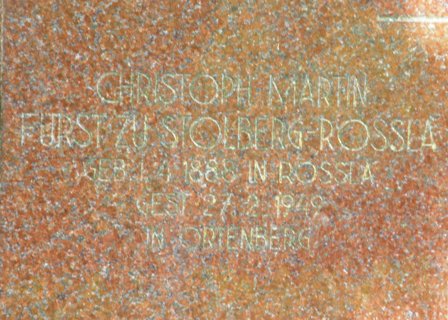 CHRISTOPH MARTIN
FÜRST ZU STOLBERG-ROSSLA
GEB. 1.4.1888 IN ROSSLA
GEST. 27.2.1949
IN ORTENBERG